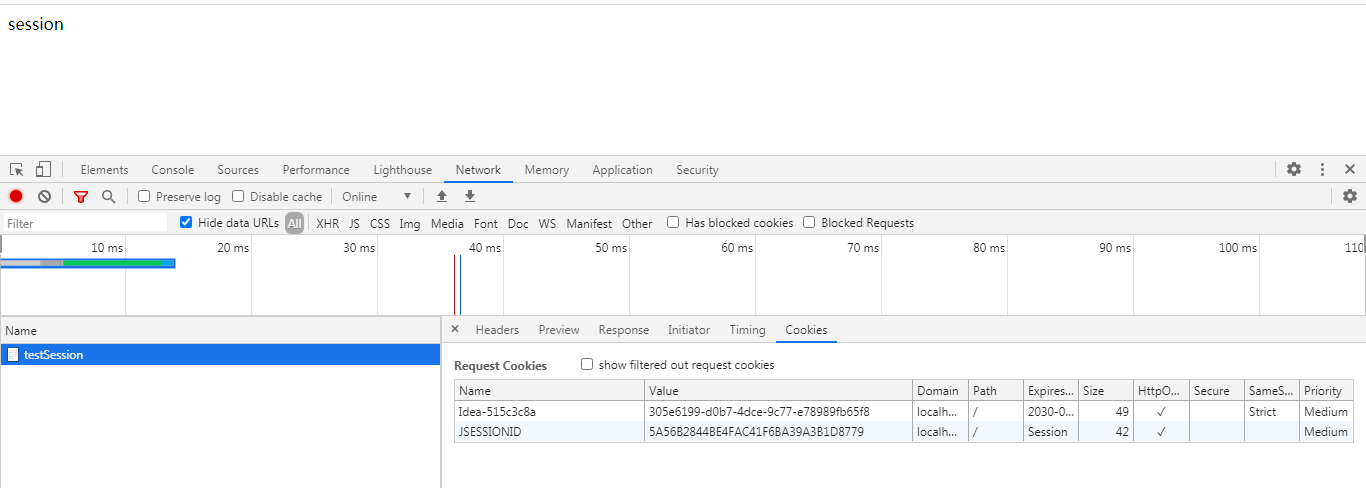 session
Elements Console Sources Performance Lighthouse Network Memory Application Security
Preserve log Disable cache Online
Filter Hide data URLs All XHR JS CSS Img Media Font Doc WS Manifest Other Has blocked cookies Blocked Requests
10 ms 20 ms 30 ms 40 ms 50 ms 60 ms 70 ms 80 ms 90 ms 100 ms 110
Name Headers Preview Response Initiator Timing Cookies
testSession
Request Cookies show filtered out request cookies
Name Value Domain Path Expires... Size HttpO... Secure SameS... Priority
Idea-515c3c8a 305e6199-d0b7-4dce-9c77-e78989fb65f8 localh... / 2030-0... 49 ✓ Strict Medium
JSESSIONID 5A56B2844BE4FAC41F6BA39A3B1D8779 localh... / Session 42 ✓ Medium